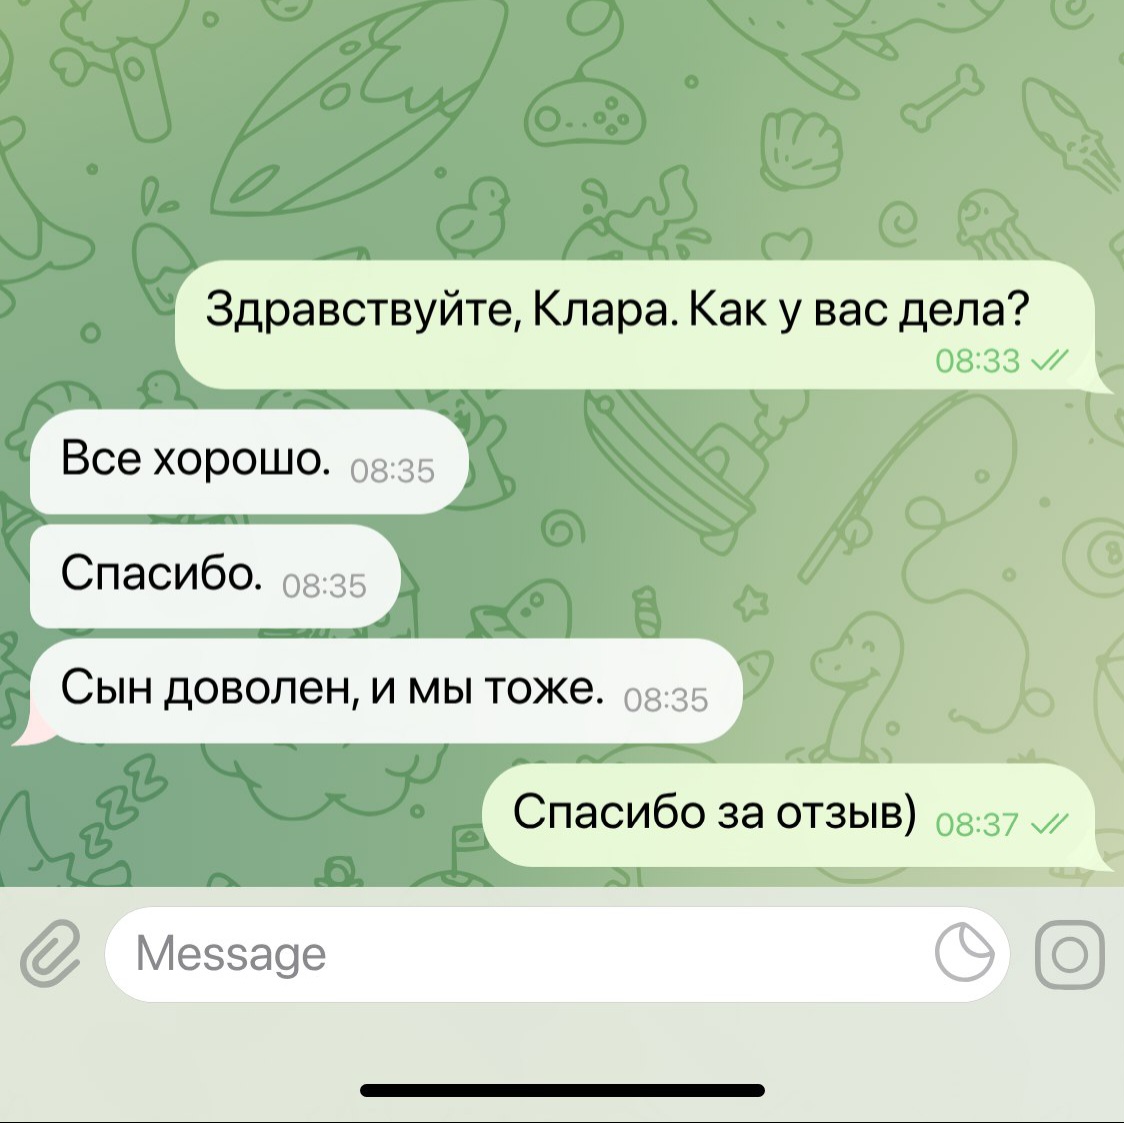 Здравствуйте, Клара. Как у вас дела?
08:33
Все хорошо. 08:35
Спасибо. 08:35
Сын доволен, и мы тоже. 08:35
Спасибо за отзыв) 08:37
Message